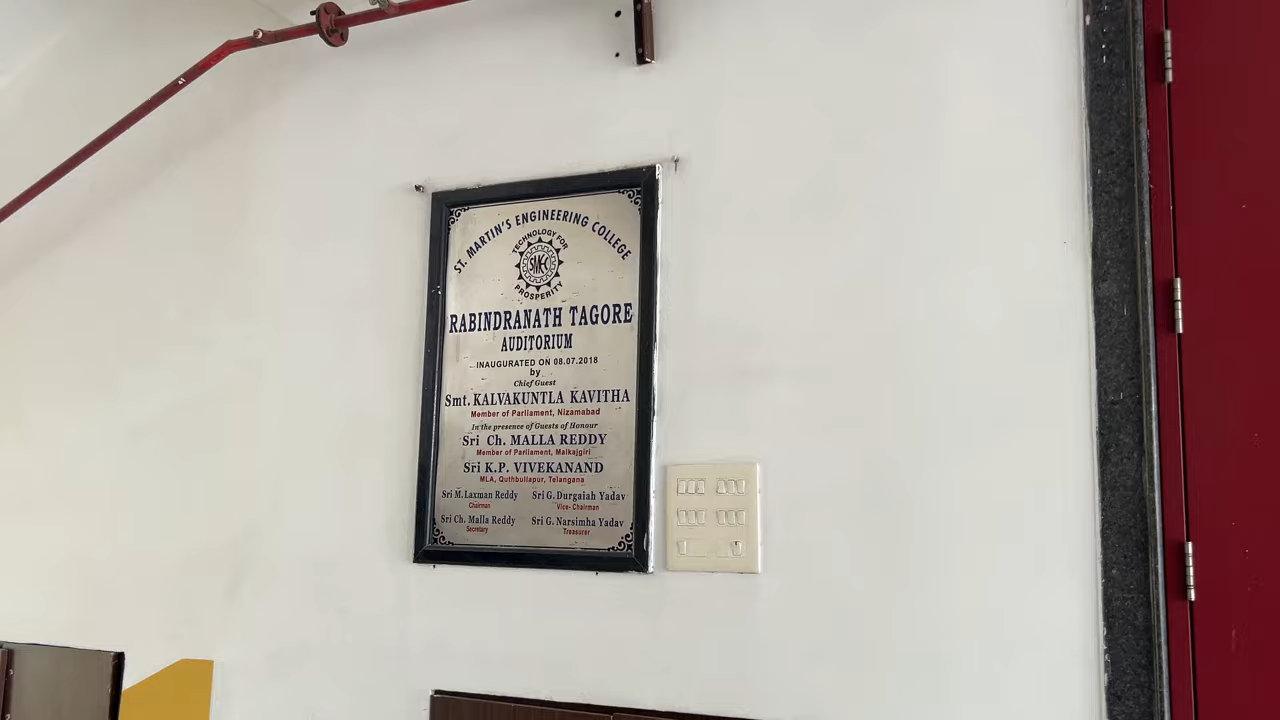 ST. MARTIN'S ENGINEERING COLLEGE
TECHNOLOGY FOR
SMEC
PROSPERITY
RABINDRANATH TAGORE
AUDITORIUM
INAUGURATED ON 08.07.2018
by
Chief Guest
Smt. KALVAKUNTLA KAVITHA
Member of Parliament, Nizamabad
In the presence of Guests of Honour
Sri Ch. MALLA REDDY
Member of Parliament, Malkajgiri
Sri K.P. VIVEKANAND
MLA, Quthbullapur, Telangana
Sri M. Laxman Reddy Sri G. Durgaiah Yadav
Chairman Vice- Chairman
Sri Ch. Malla Reddy Sri G. Narsimha Yadav
Secretary Treasurer